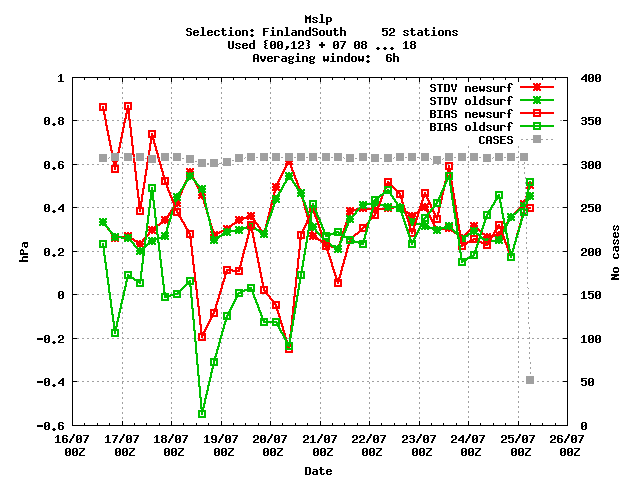 Mslp
Selection: FinlandSouth 52 stations
Used {00,12} + 07 08 ... 18
Averaging window: 6h
STDV newsurf
STDV oldsurf
BIAS newsurf
BIAS oldsurf
CASES
1
0.8
0.6
0.4
0.2
0
-0.2
-0.4
-0.6
hPa
400
350
300
250
200
150
100
50
0
No cases
16/07 17/07 18/07 19/07 20/07 21/07 22/07 23/07 24/07 25/07 26/07
00Z 00Z 00Z 00Z 00Z 00Z 00Z 00Z 00Z 00Z 00Z
Date